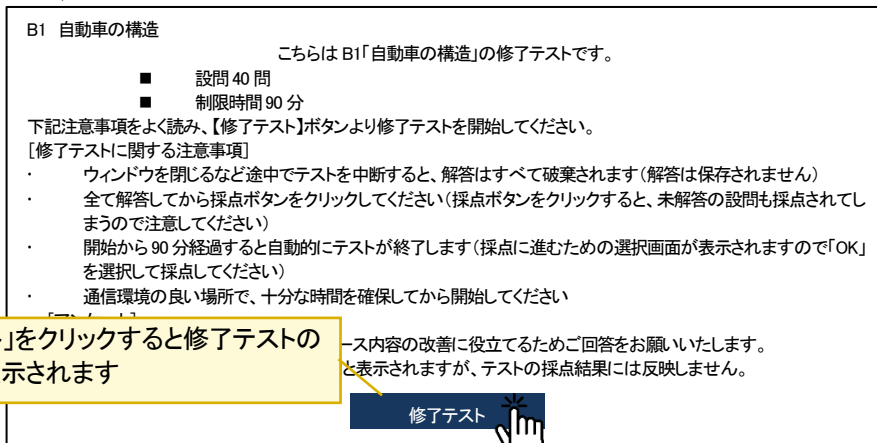 B1 自動車の構造
こちらは B1「自動車の構造」の修了テストです。
■ 設問 40 問
■ 制限時間 90 分
下記注意事項をよく読み、【修了テスト】ボタンより修了テストを開始してください。
[修了テストに関する注意事項]
・ ウィンドウを閉じるなど途中でテストを中断すると、解答はすべて破棄されます（解答は保存されません）
・ 全て解答してから採点ボタンをクリックしてください（採点ボタンをクリックすると、未解答の設問も採点されてし
まうので注意してください）
・ 開始から 90 分経過すると自動的にテストが終了します（採点に進むための選択画面が表示されますので「OK」
を選択して採点してください）
・ 通信環境の良い場所で、十分な時間を確保してから開始してください
」をクリックすると修了テストの
示されます
ース内容の改善に役立てるためご回答をお願いいたします。
と表示されますが、テストの採点結果には反映しません。
修了テスト